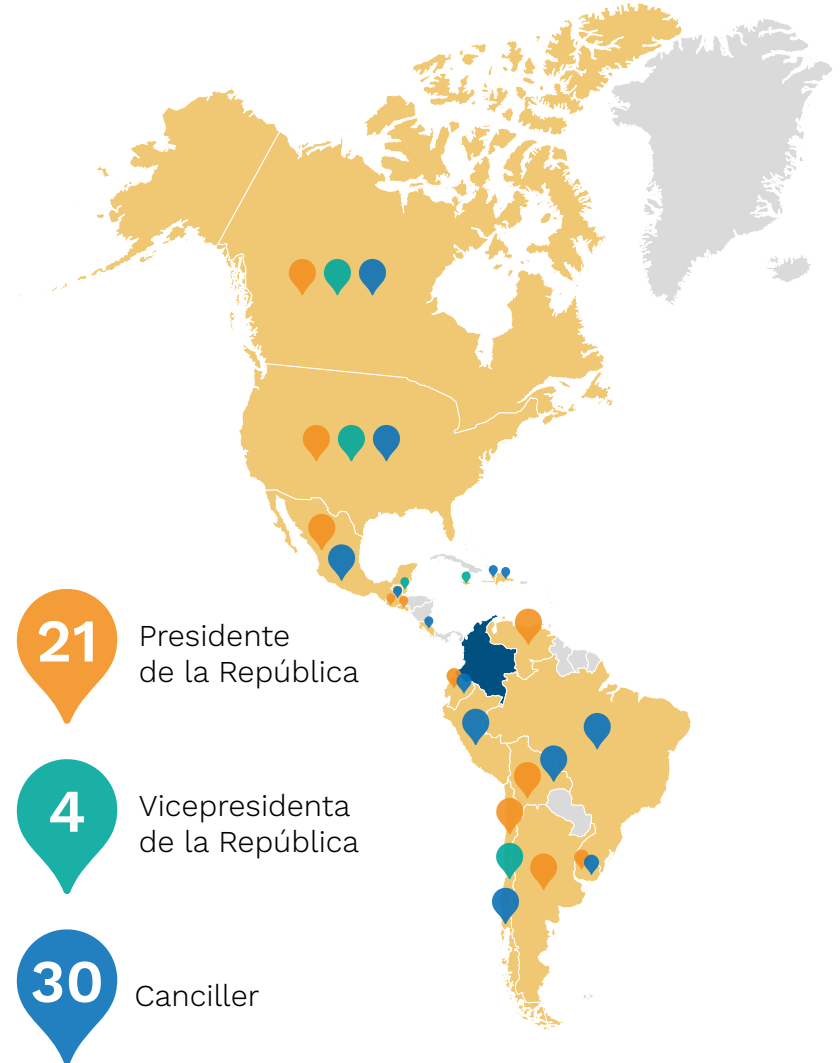 21
Presidente
de la República
4
Vicepresidenta
de la República
30
Canciller